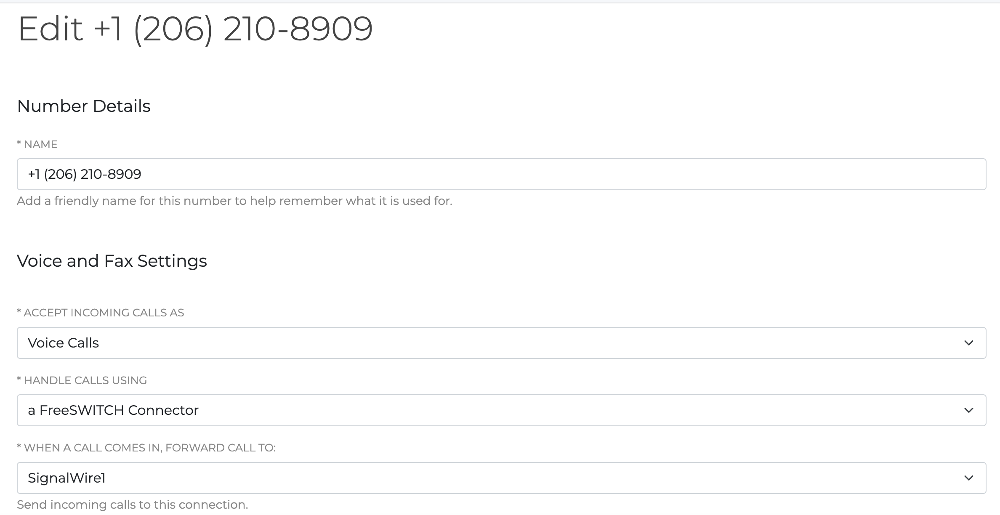 Edit +1 (206) 210-8909
Number Details
* NAME
+1 (206) 210-8909
Add a friendly name for this number to help remember what it is used for.
Voice and Fax Settings
* ACCEPT INCOMING CALLS AS
Voice Calls
* HANDLE CALLS USING
a FreeSWITCH Connector
* WHEN A CALL COMES IN, FORWARD CALL TO:
SignalWire1
Send incoming calls to this connection.